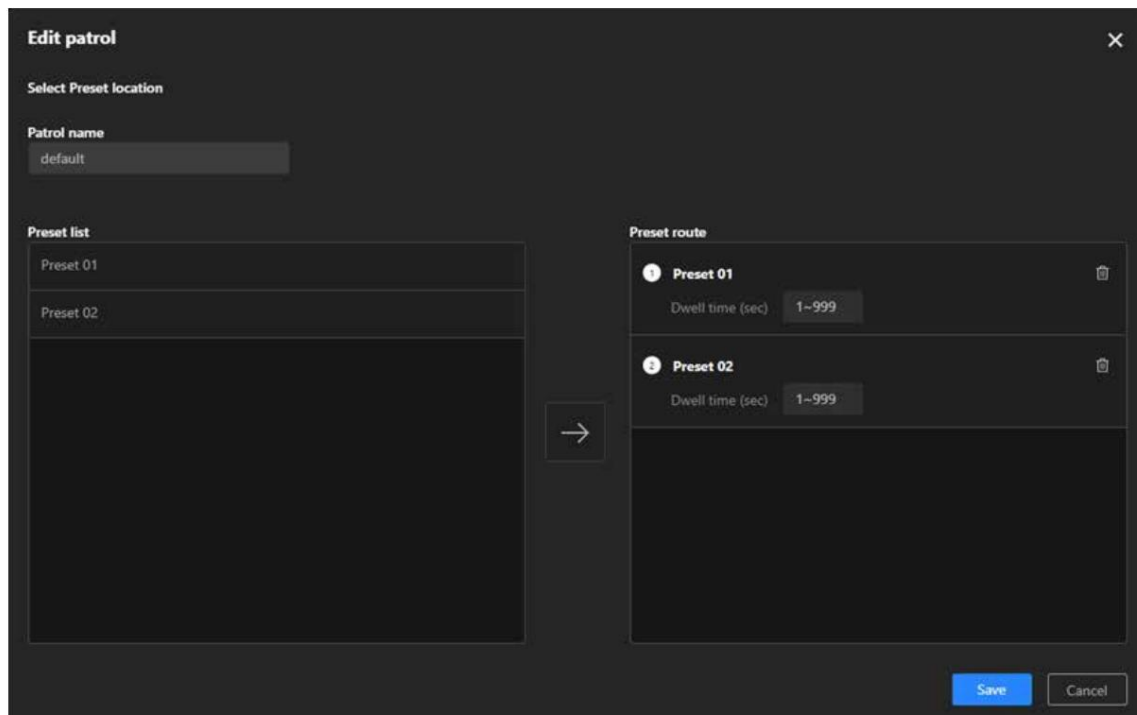 Edit patrol
Select Preset location
Patrol name
default
Preset list
Preset 01
Preset 02
Preset route
1 Preset 01
Dwell time (sec) 1~999
2 Preset 02
Dwell time (sec) 1~999
Save Cancel